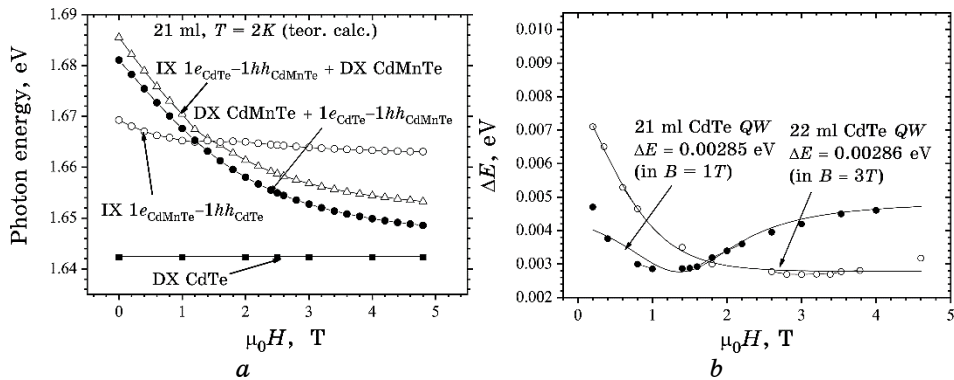 21 ml, T = 2K (teor. calc.)
IX 1e_CdTe–1hh_CdMnTe + DX CdMnTe
DX CdMnTe + 1e_CdTe–1hh_CdMnTe
IX 1e_CdMnTe–1hh_CdTe
DX CdTe
Photon energy, eV
1.69
1.68
1.67
1.66
1.65
1.64
0 1 2 3 4 5
μ₀H, T
a
21 ml CdTe QW
ΔE = 0.00285 eV
(in B = 1T)
22 ml CdTe QW
ΔE = 0.00286 eV
(in B = 3T)
ΔE, eV
0.010
0.009
0.008
0.007
0.006
0.005
0.004
0.003
0.002
0 1 2 3 4 5
μ₀H, T
b